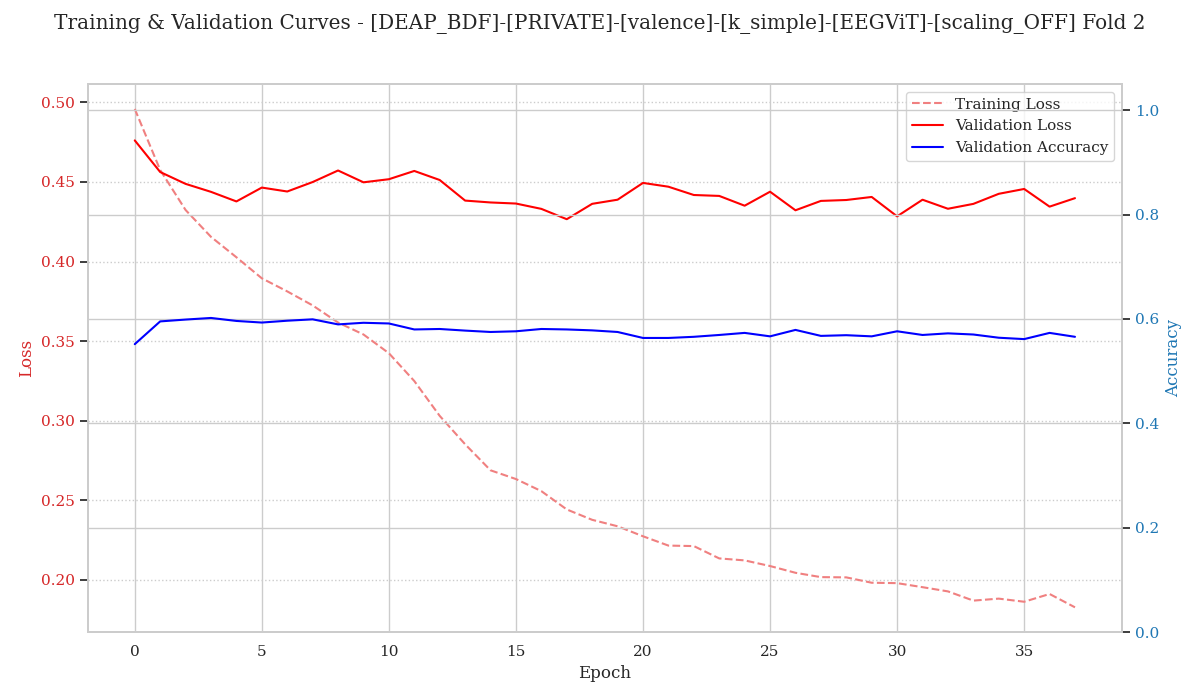 Training & Validation Curves - [DEAP_BDF]-[PRIVATE]-[valence]-[k_simple]-[EEGViT]-[scaling_OFF] Fold 2
Training Loss
Validation Loss
Validation Accuracy
0.50
0.45
0.40
0.35
0.30
0.25
0.20
Loss
1.0
0.8
0.6
0.4
0.2
0.0
Accuracy
0 5 10 15 20 25 30 35
Epoch